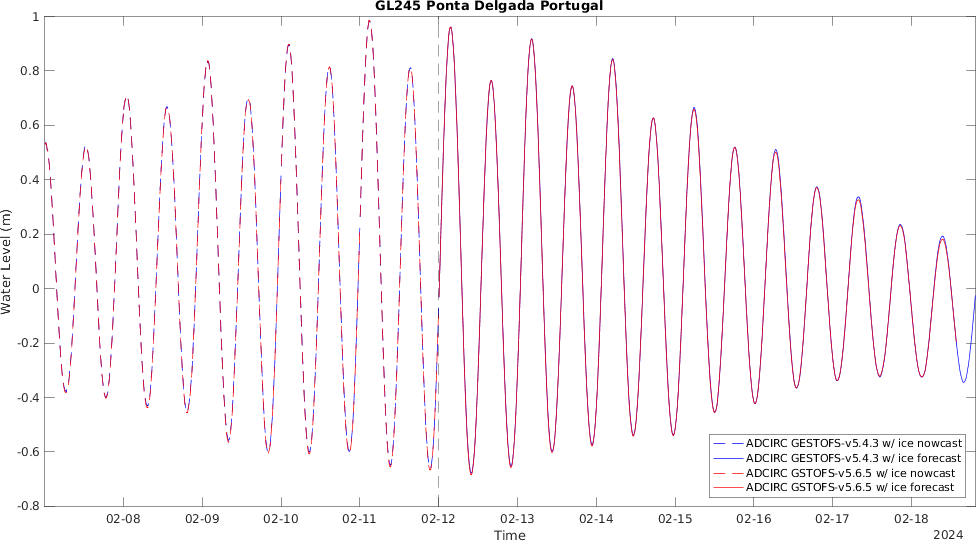 GL245 Ponta Delgada Portugal
Water Level (m)
1
0.8
0.6
0.4
0.2
0
-0.2
-0.4
-0.6
-0.8
ADCIRC GESTOFS-v5.4.3 w/ ice nowcast
ADCIRC GESTOFS-v5.4.3 w/ ice forecast
ADCIRC GSTOFS-v5.6.5 w/ ice nowcast
ADCIRC GSTOFS-v5.6.5 w/ ice forecast
02-08 02-09 02-10 02-11 02-12 02-13 02-14 02-15 02-16 02-17 02-18
Time
2024